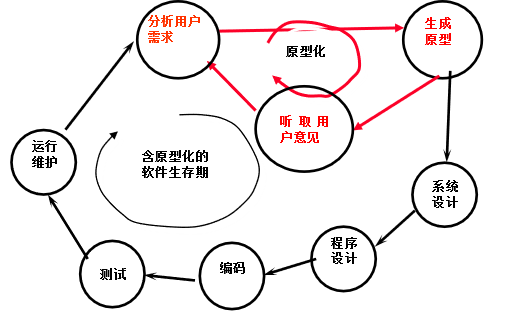 分析用户
需求
生成
原型
原型化
听 取 用
户意见
运行
维护
含原型化的
软件生存期
系统
设计
程序
设计
编码
测试